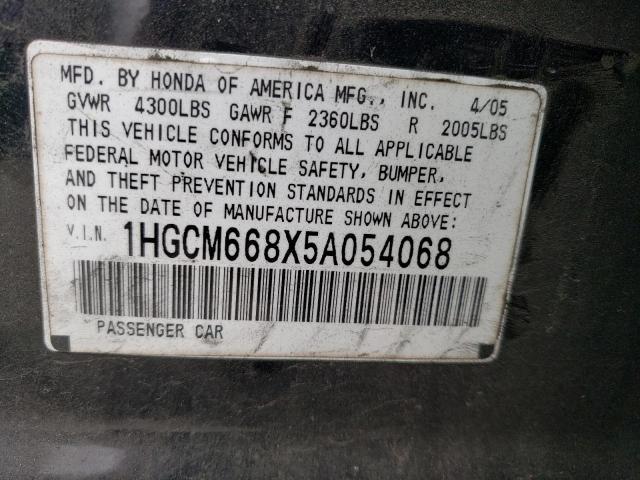 MFD. BY HONDA OF AMERICA MFG., INC. 4/05
GVWR 4300LBS GAWR F 2360LBS R 2005LBS
THIS VEHICLE CONFORMS TO ALL APPLICABLE
FEDERAL MOTOR VEHICLE SAFETY, BUMPER,
AND THEFT PREVENTION STANDARDS IN EFFECT
ON THE DATE OF MANUFACTURE SHOWN ABOVE:
V.I.N. 1HGCM668X5A054068
PASSENGER CAR